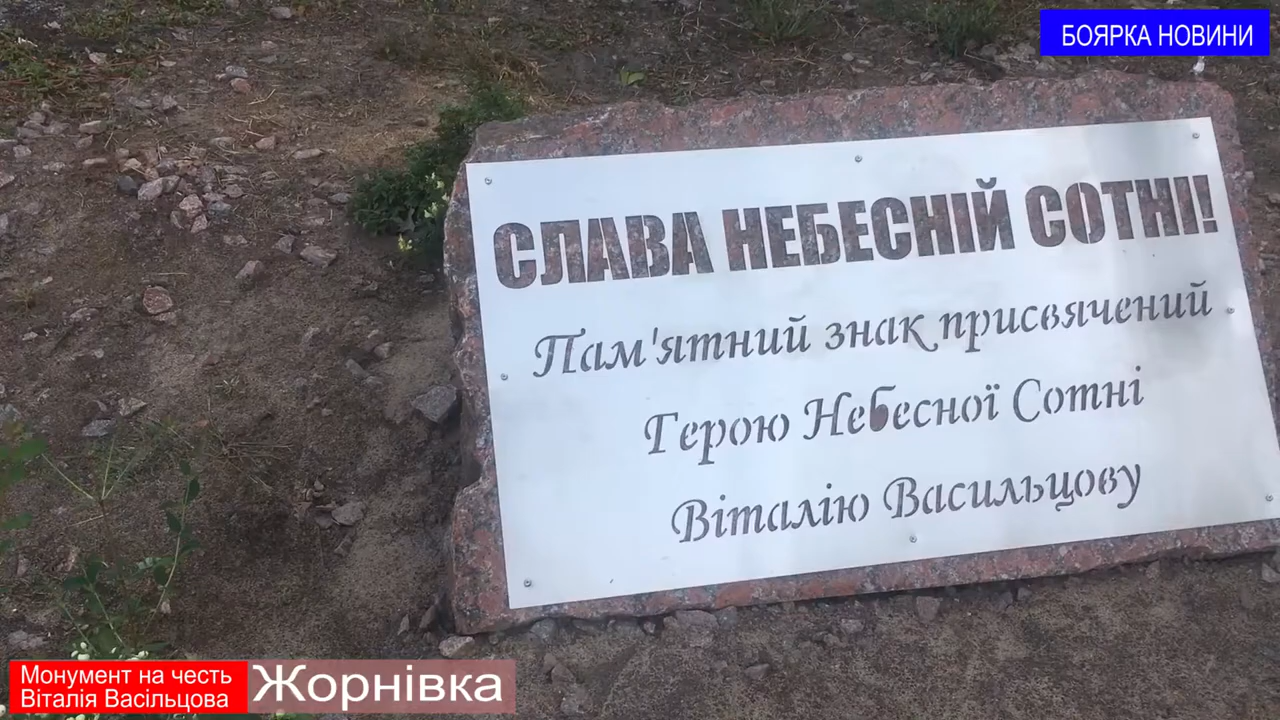 БОЯРКА НОВИНИ
СЛАВА НЕБЕСНІЙ СОТНІ!
Пам'ятний знак присвячений
Герою Небесної Сотні
Віталію Васильцову
Монумент на честь
Віталія Васільцова
Жорнівка